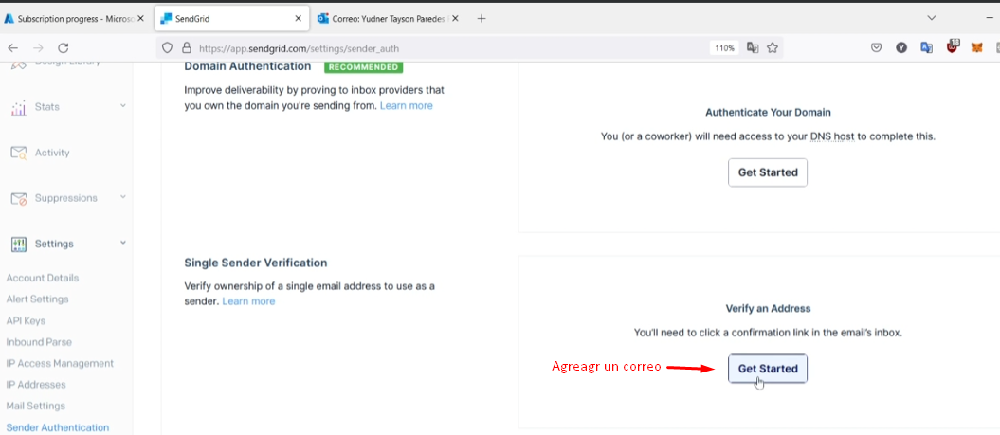 Subscription progress - Micros
SendGrid
Correo: Yudner Tayson Paredes
https://app.sendgrid.com/settings/sender_auth
110%
Design Library
Stats
Activity
Suppressions
Settings
Account Details
Alert Settings
API Keys
Inbound Parse
IP Access Management
IP Addresses
Mail Settings
Sender Authentication
Domain Authentication RECOMMENDED
Improve deliverability by proving to inbox providers that
you own the domain you're sending from. Learn more
Authenticate Your Domain
You (or a coworker) will need access to your DNS host to complete this.
Get Started
Single Sender Verification
Verify ownership of a single email address to use as a
sender. Learn more
Verify an Address
You'll need to click a confirmation link in the email's inbox.
Agreagr un correo
Get Started